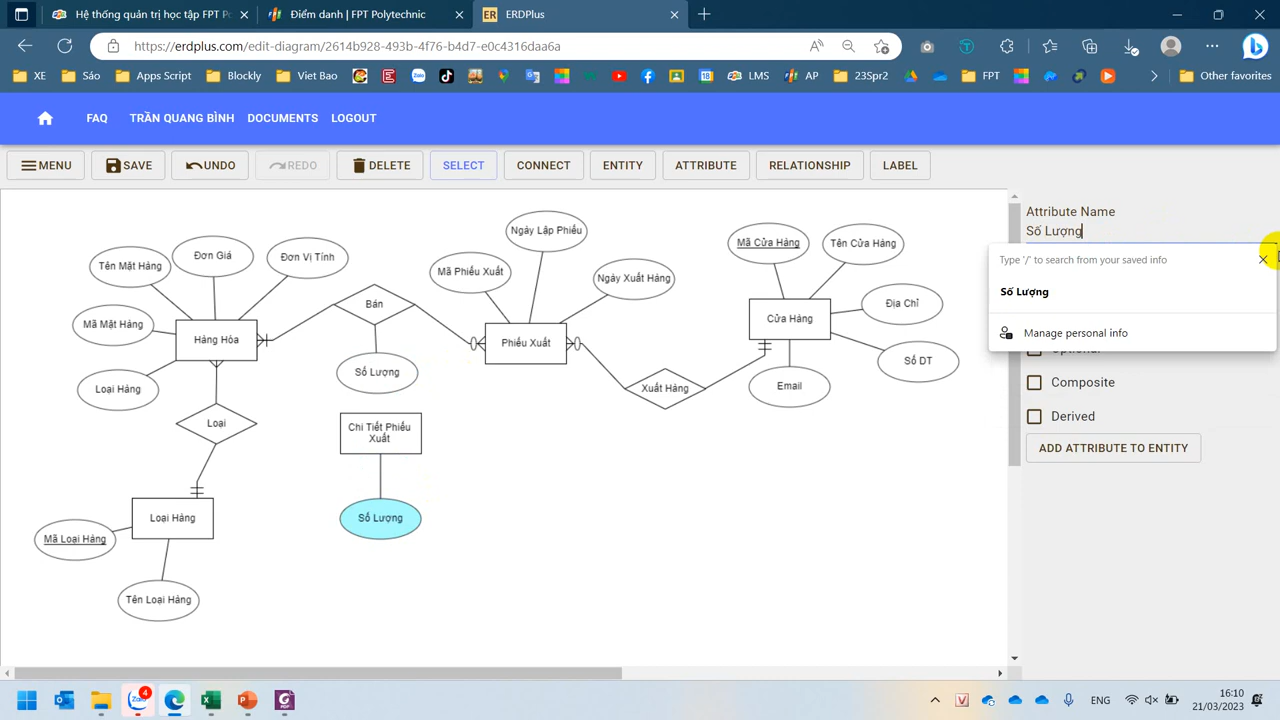 Hệ thống quản trị học tập FPT Po
Điểm danh | FPT Polytechnic
ER ERDPlus
https://erdplus.com/edit-diagram/2614b928-493b-4f76-b4d7-e0c4316daa6a
XE
Sáo
Apps Script
Blockly
Viet Bao
LMS
AP
23Spr2
FPT
Other favorites
FAQ
TRẦN QUANG BÌNH
DOCUMENTS
LOGOUT
MENU
SAVE
UNDO
REDO
DELETE
SELECT
CONNECT
ENTITY
ATTRIBUTE
RELATIONSHIP
LABEL
Attribute Name
Số Lượng
Type '/' to search from your saved info
Số Lượng
Manage personal info
Optional
Composite
Derived
ADD ATTRIBUTE TO ENTITY
Tên Mặt Hàng
Đơn Giá
Đơn Vị Tính
Mã Mặt Hàng
Loại Hàng
Hàng Hóa
Bán
Số Lượng
Mã Phiếu Xuất
Ngày Lập Phiếu
Ngày Xuất Hàng
Phiếu Xuất
Xuất Hàng
Mã Cửa Hàng
Tên Cửa Hàng
Địa Chỉ
Số DT
Email
Cửa Hàng
Loại
Chi Tiết Phiếu
Xuất
Số Lượng
Loại Hàng
Mã Loại Hàng
Tên Loại Hàng
4
ENG
16:10
21/03/2023